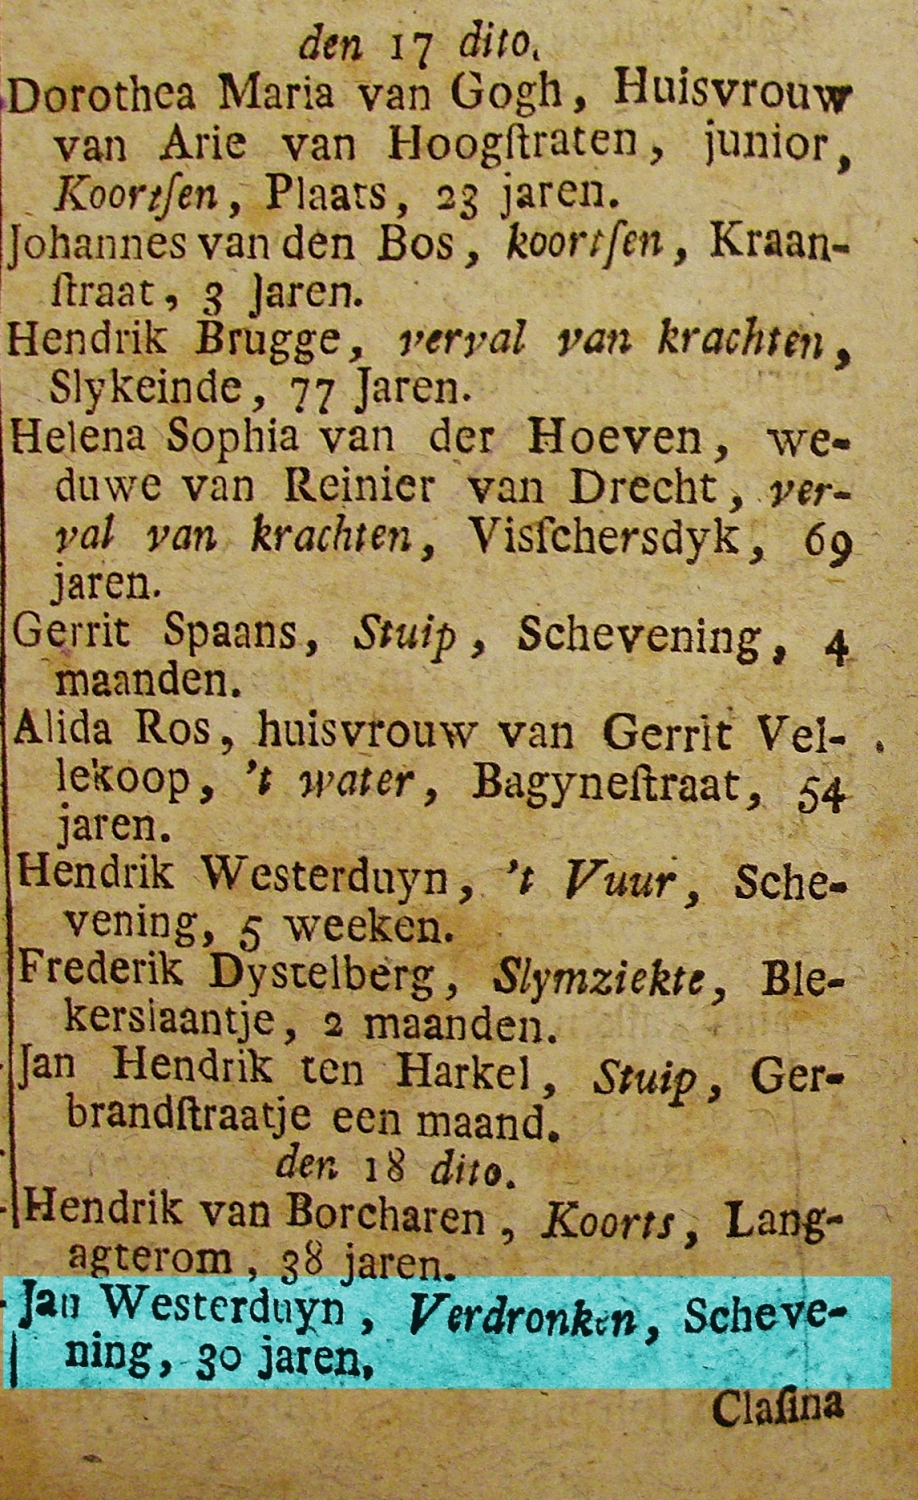 den 17 dito.
Dorothea Maria van Gogh, Huisvrouw
van Arie van Hoogſtraten, junior,
Koortſen, Plaats, 23 jaren.
Johannes van den Bos, koortſen, Kraan-
ſtraat, 3 Jaren.
Hendrik Brugge, verval van krachten,
Slykeinde, 77 Jaren.
Helena Sophia van der Hoeven, we-
duwe van Reinier van Drecht, ver-
val van krachten, Visſchersdyk, 69
jaren.
Gerrit Spaans, Stuip, Schevening, 4
maanden.
Alida Ros, huisvrouw van Gerrit Vel-
lekoop, 't water, Bagyneſtraat, 54
jaren.
Hendrik Westerduyn, 't Vuur, Sche-
vening, 5 weeken.
Frederik Dystelberg, Slymziekte, Ble-
kerslaantje, 2 maanden.
Jan Hendrik ten Harkel, Stuip, Ger-
brandſtraatje een maand.
den 18 dito.
Hendrik van Borcharen, Koorts, Lang-
agterom, 38 jaren.
Jan Westerduyn, Verdronken, Scheve-
ning, 30 jaren,
Claſina